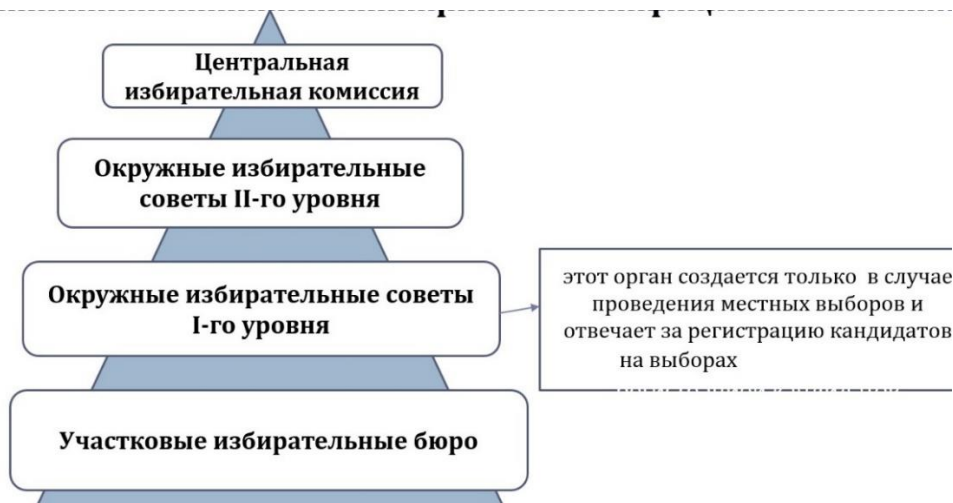 Центральная
избирательная комиссия
Окружные избирательные
советы II-го уровня
Окружные избирательные советы
I-го уровня
этот орган создается только в случае
проведения местных выборов и
отвечает за регистрацию кандидатов
на выборах
Участковые избирательные бюро